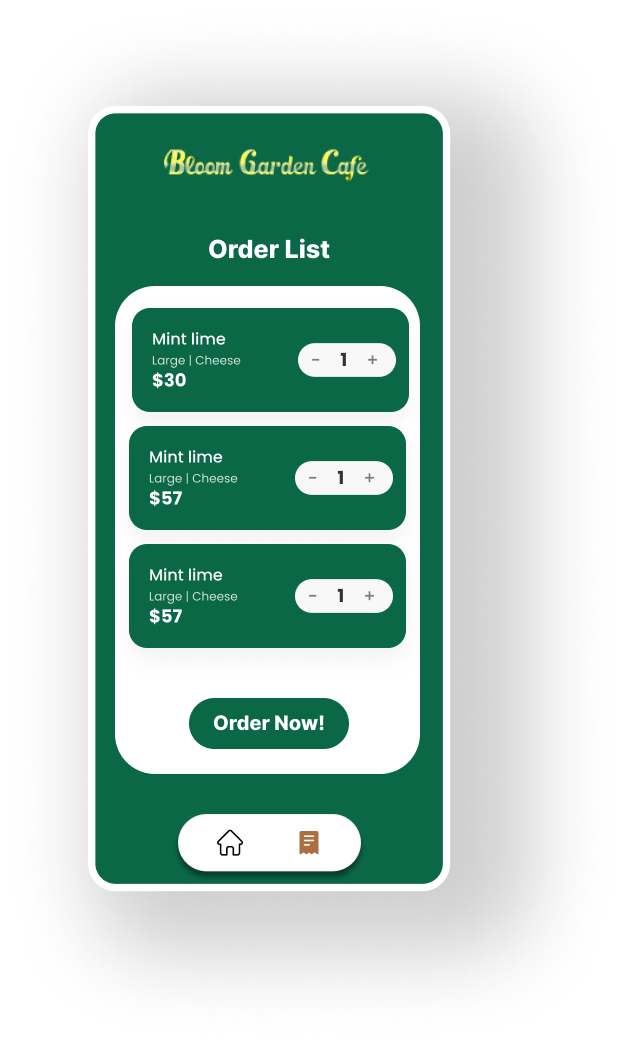 Bloom Garden Cafè
Order List
Mint lime
Large | Cheese
$30
- 1 +
Mint lime
Large | Cheese
$57
- 1 +
Mint lime
Large | Cheese
$57
- 1 +
Order Now!